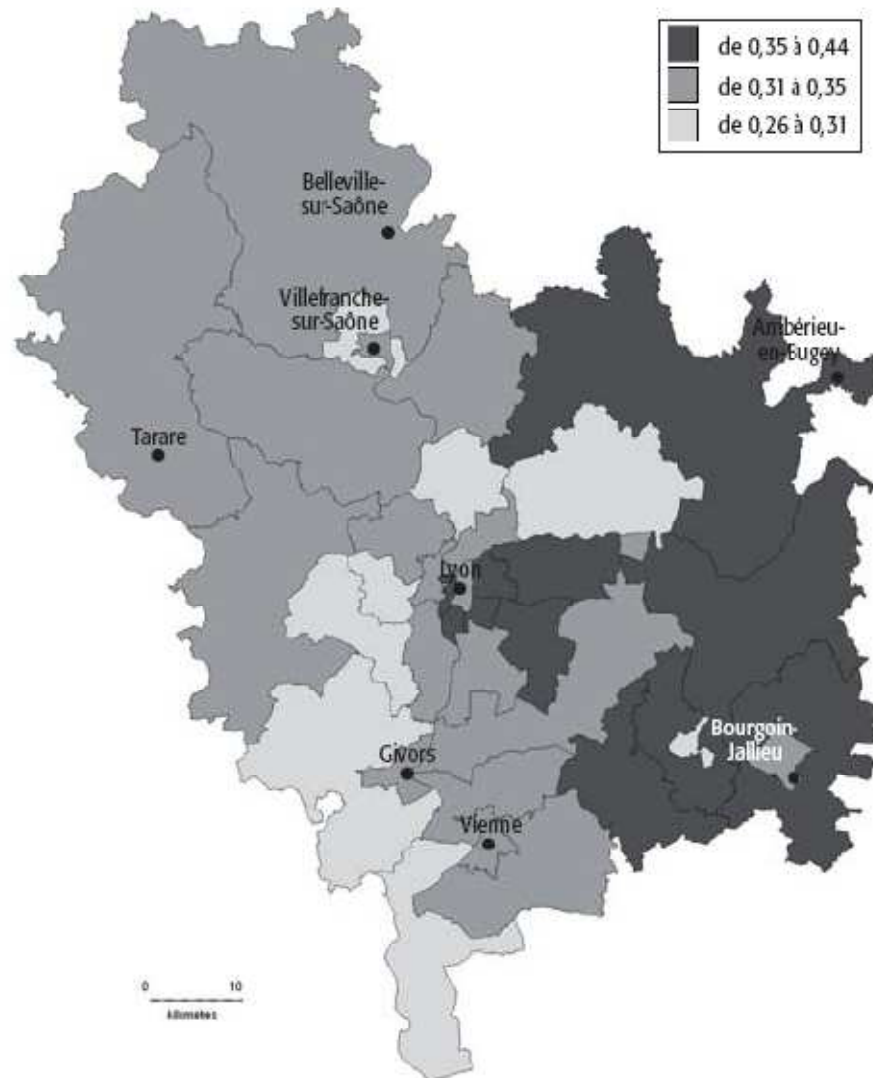 de 0,35 à 0,44
de 0,31 à 0,35
de 0,26 à 0,31
Belleville-
sur-Saône
Villefranche-
sur-Saône
Ambérieu-
en-Bugey
Tarare
Lyon
Bourgoin-
Jallieu
Givors
Vienne
0 10
kilomètes